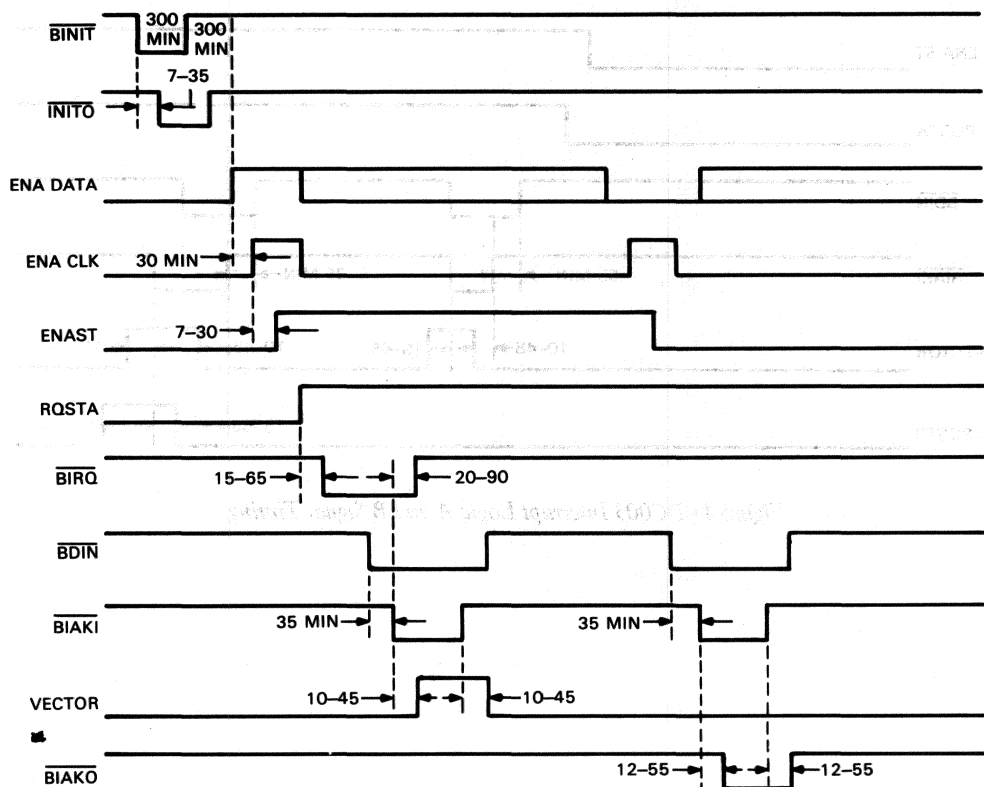 BINIT
300
MIN
300
MIN
7–35
INITO
ENA DATA
30 MIN
ENA CLK
7–30
ENAST
RQSTA
15–65
BIRQ
20–90
BDIN
35 MIN
BIAKI
35 MIN
10–45
VECTOR
10–45
12–55
BIAKO
12–55